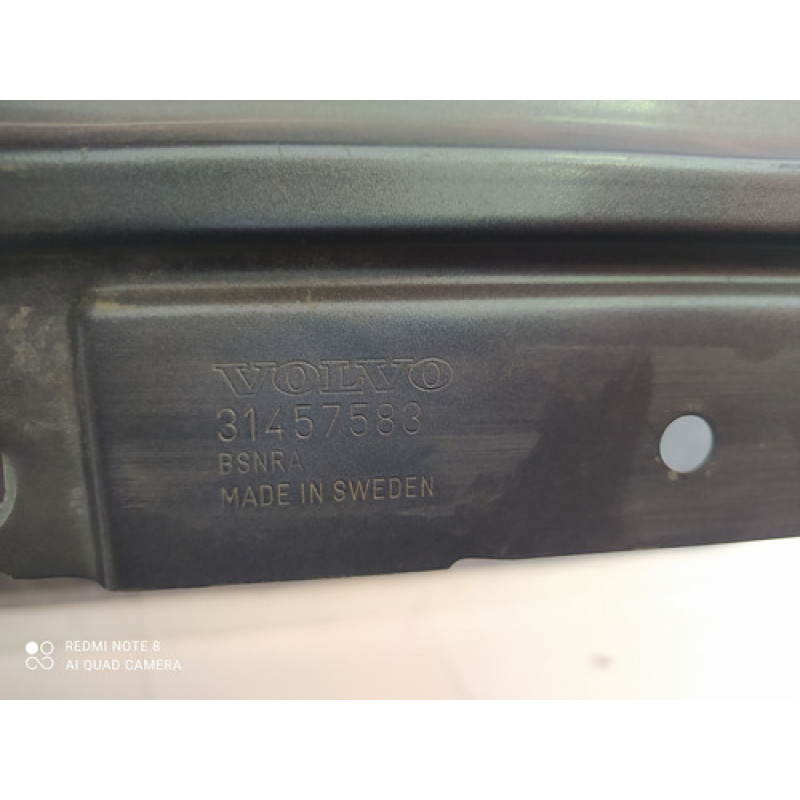 VOLVO
31457583
BSNRA
MADE IN SWEDEN
REDMI NOTE 8
AI QUAD CAMERA